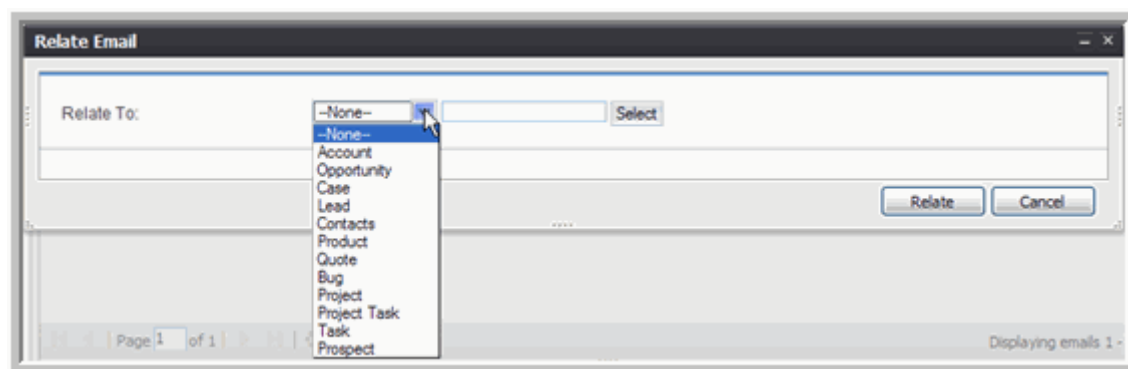 Relate Email
Relate To: --None-- Select
--None--
Account
Opportunity
Case
Lead
Contacts
Product
Quote
Bug
Project
Project Task
Task
Prospect
Relate Cancel
Page 1 of 1
Displaying emails 1 -